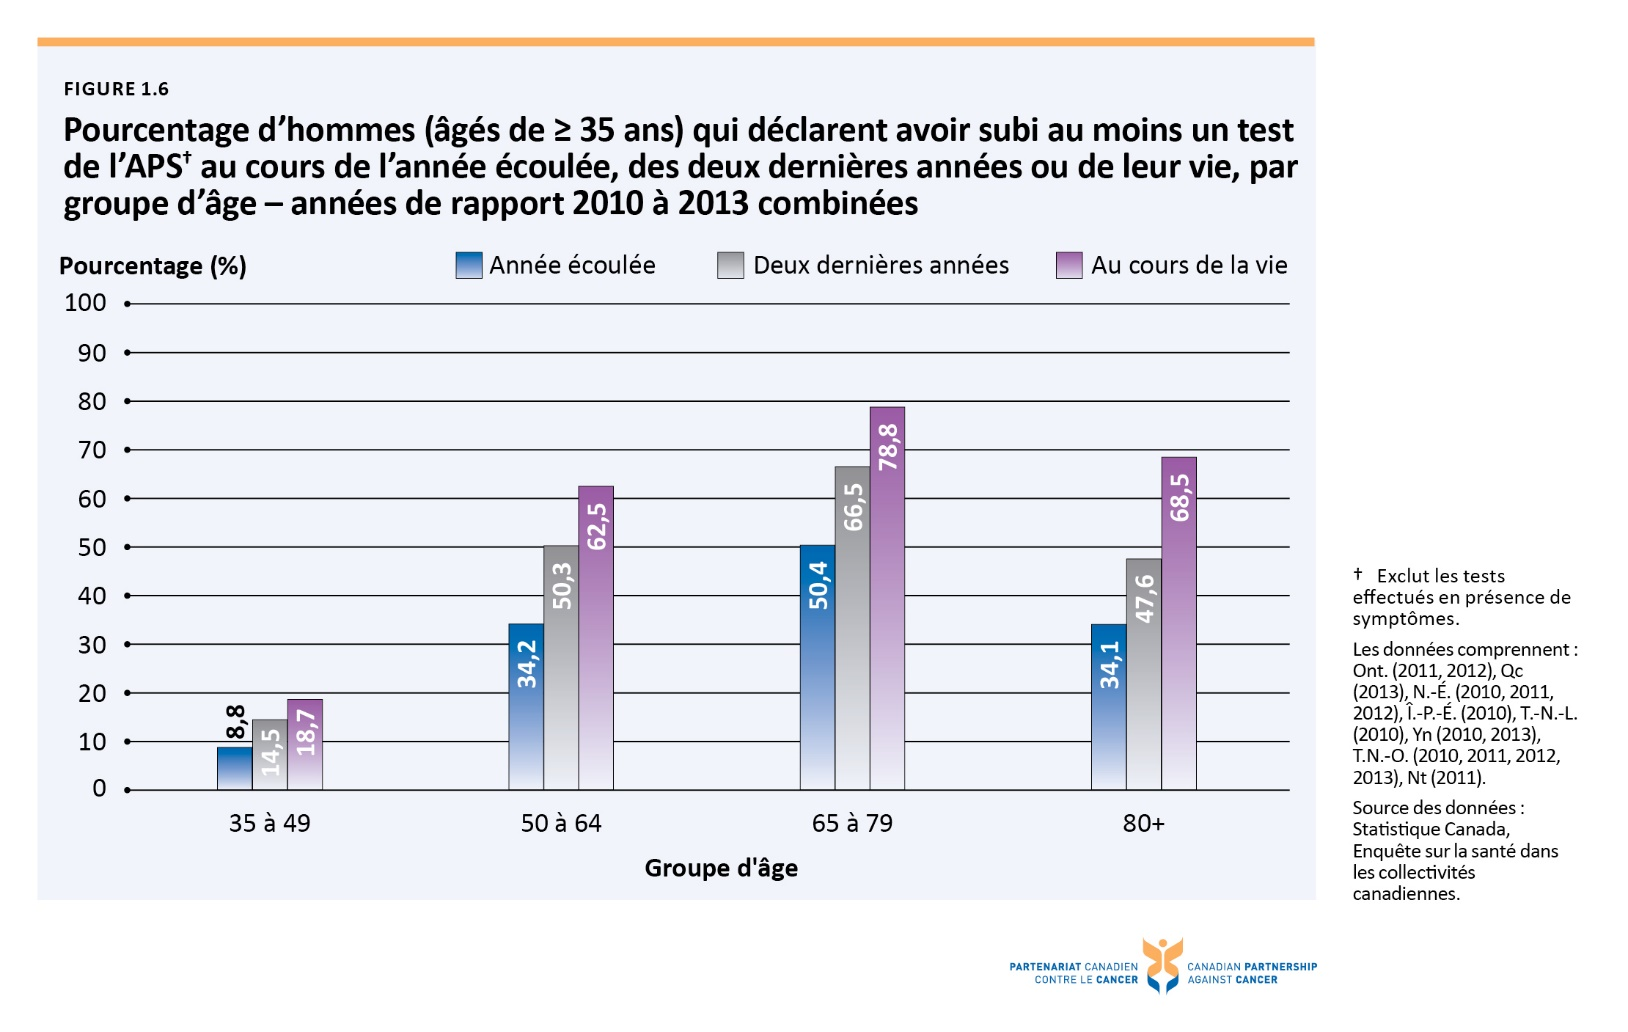 FIGURE 1.6
Pourcentage d’hommes (âgés de ≥ 35 ans) qui déclarent avoir subi au moins un test
de l’APS† au cours de l’année écoulée, des deux dernières années ou de leur vie, par
groupe d’âge – années de rapport 2010 à 2013 combinées
Pourcentage (%)
Année écoulée
Deux dernières années
Au cours de la vie
100
90
80
70
60
50
40
30
20
10
0
8,8
14,5
18,7
34,2
50,3
62,5
50,4
66,5
78,8
34,1
47,6
68,5
35 à 49
50 à 64
65 à 79
80+
Groupe d'âge
† Exclut les tests
effectués en présence de
symptômes.
Les données comprennent :
Ont. (2011, 2012), Qc
(2013), N.-É. (2010, 2011,
2012), Î.-P.-É. (2010), T.-N.-L.
(2010), Yn (2010, 2013),
T.N.-O. (2010, 2011, 2012,
2013), Nt (2011).
Source des données :
Statistique Canada,
Enquête sur la santé dans
les collectivités
canadiennes.
PARTENARIAT CANADIEN
CONTRE LE CANCER
CANADIAN PARTNERSHIP
AGAINST CANCER